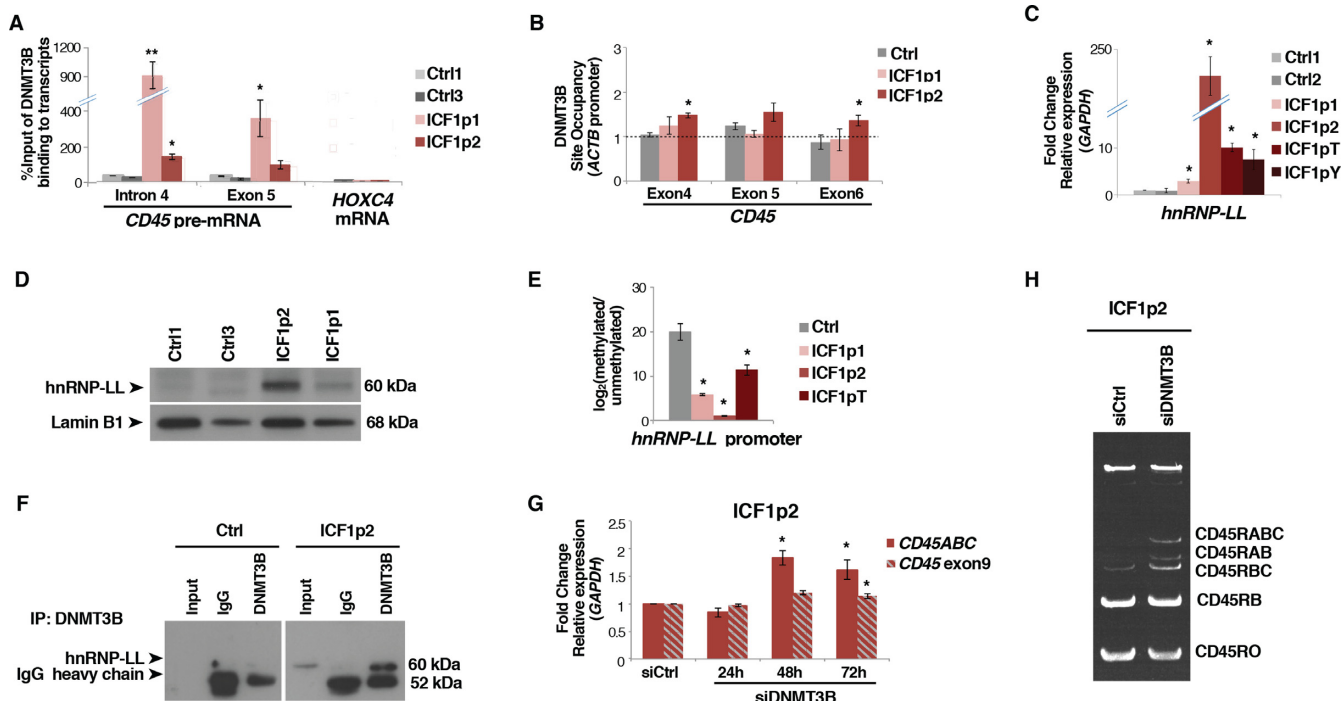 A
%Input of DNMT3B
binding to transcripts
1200
900
400
200
0
**
*
*
Intron 4
Exon 5
CD45 pre-mRNA
HOXC4
mRNA
Ctrl1
Ctrl3
ICF1p1
ICF1p2
B
DNMT3B
Site Occupancy
(ACTB promoter)
3
2
1
0
*
*
Exon4
Exon 5
Exon6
CD45
Ctrl
ICF1p1
ICF1p2
C
Fold Change
Relative expression
(GAPDH)
250
10
0
*
*
*
*
hnRNP-LL
Ctrl1
Ctrl2
ICF1p1
ICF1p2
ICF1pT
ICF1pY
D
Ctrl1
Ctrl3
ICF1p2
ICF1p1
hnRNP-LL
60 kDa
Lamin B1
68 kDa
E
log2(methylated/
unmethylated)
30
20
10
0
*
*
*
hnRNP-LL promoter
Ctrl
ICF1p1
ICF1p2
ICF1pT
F
Ctrl
ICF1p2
Input
IgG
DNMT3B
Input
IgG
DNMT3B
IP: DNMT3B
hnRNP-LL
60 kDa
IgG heavy chain
52 kDa
G
ICF1p2
Fold Change
Relative expression
(GAPDH)
2.5
2
1.5
1
0.5
0
*
*
*
siCtrl
24h
48h
72h
siDNMT3B
CD45ABC
CD45 exon9
H
ICF1p2
siCtrl
siDNMT3B
CD45RABC
CD45RAB
CD45RBC
CD45RB
CD45RO